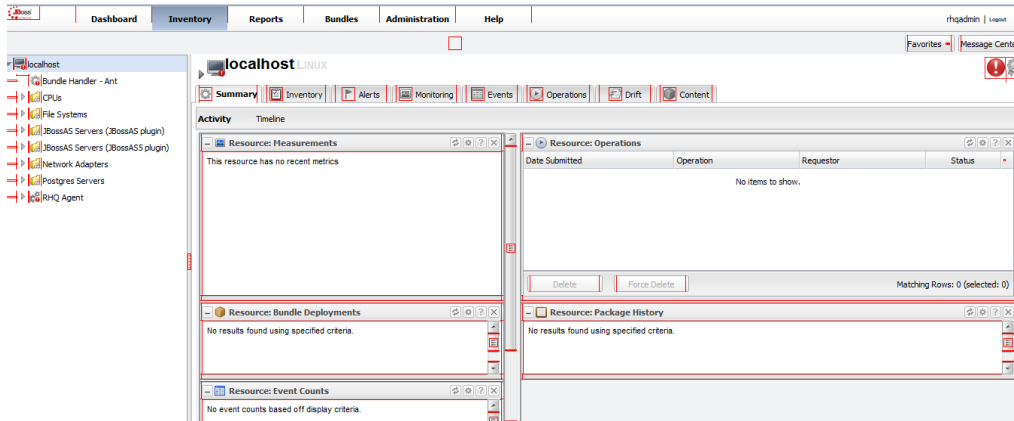 JBoss
Dashboard Inventory Reports Bundles Administration Help rhqadmin | Logout
Favorites Message Cente
localhost
Bundle Handler - Ant
CPUs
File Systems
JBossAS Servers (JBossAS plugin)
JBossAS Servers (JBossAS5 plugin)
Network Adapters
Postgres Servers
RHQ Agent
localhost LINUX
Summary Inventory Alerts Monitoring Events Operations Drift Content
Activity Timeline
Resource: Measurements
This resource has no recent metrics
Resource: Operations
Date Submitted Operation Requestor Status
No items to show.
Delete Force Delete Matching Rows: 0 (selected: 0)
Resource: Bundle Deployments
No results found using specified criteria.
Resource: Package History
No results found using specified criteria.
Resource: Event Counts
No event counts based off display criteria.